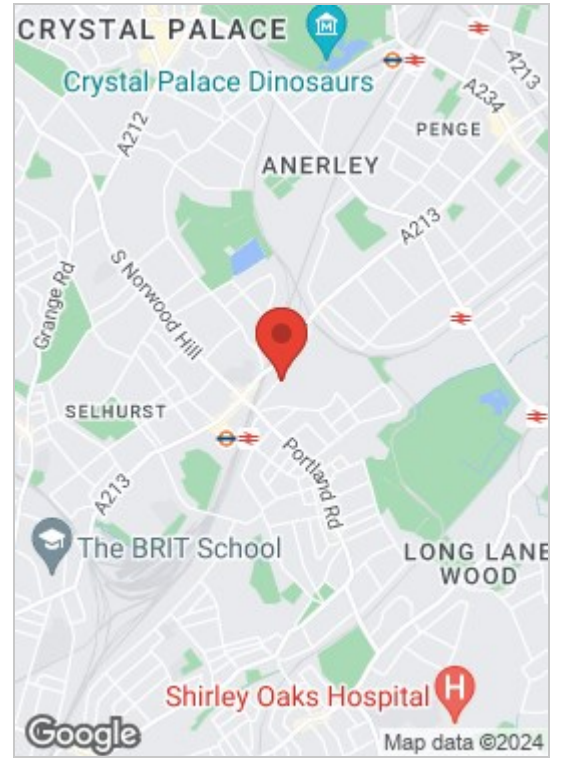 CRYSTAL PALACE
Crystal Palace Dinosaurs
A213
A234
A212
PENGE
ANERLEY
A213
Grange Rd
S Norwood Hill
SELHURST
Portland Rd
A213
The BRIT School
LONG LANE
WOOD
Shirley Oaks Hospital
H
Google
Map data ©2024